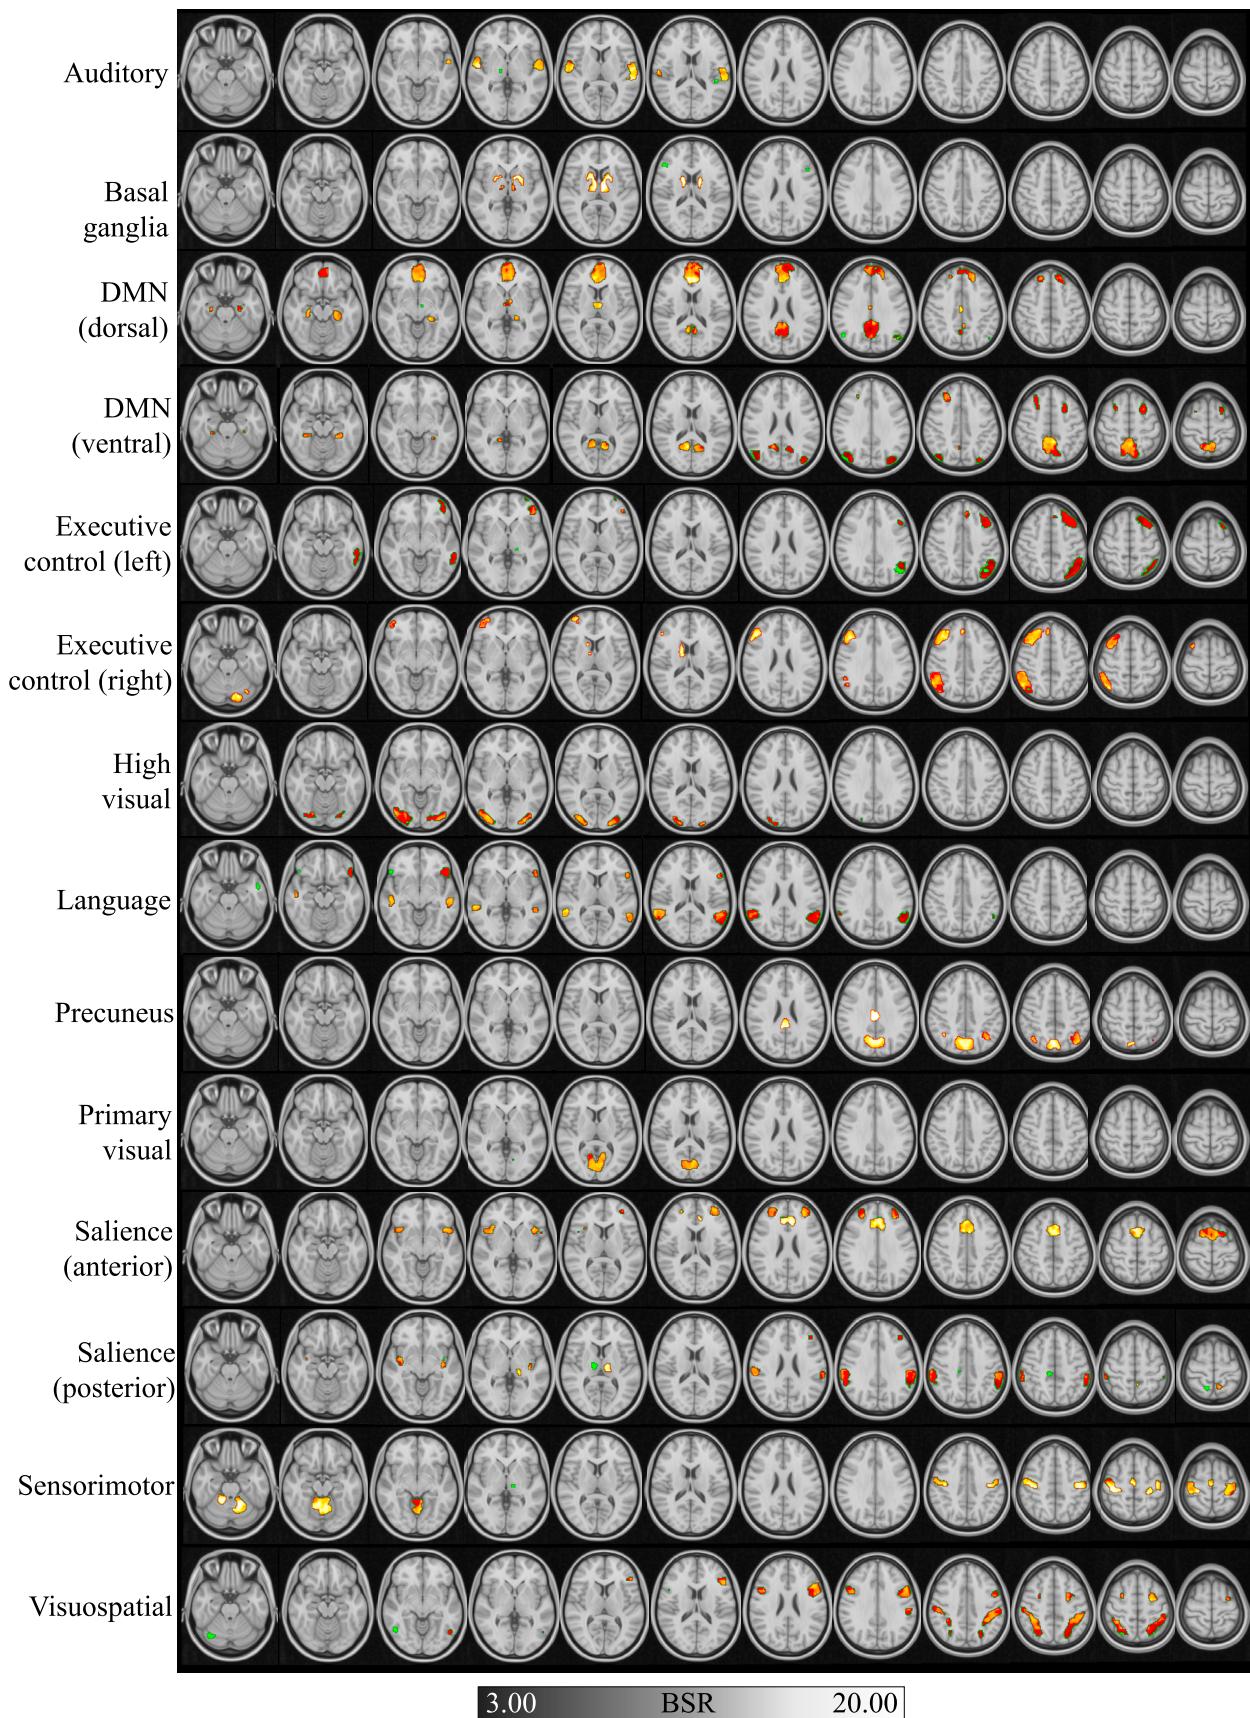 Auditory
Basal
ganglia
DMN
(dorsal)
DMN
(ventral)
Executive
control (left)
Executive
control (right)
High
visual
Language
Precuneus
Primary
visual
Salience
(anterior)
Salience
(posterior)
Sensorimotor
Visuospatial
3.00 BSR 20.00